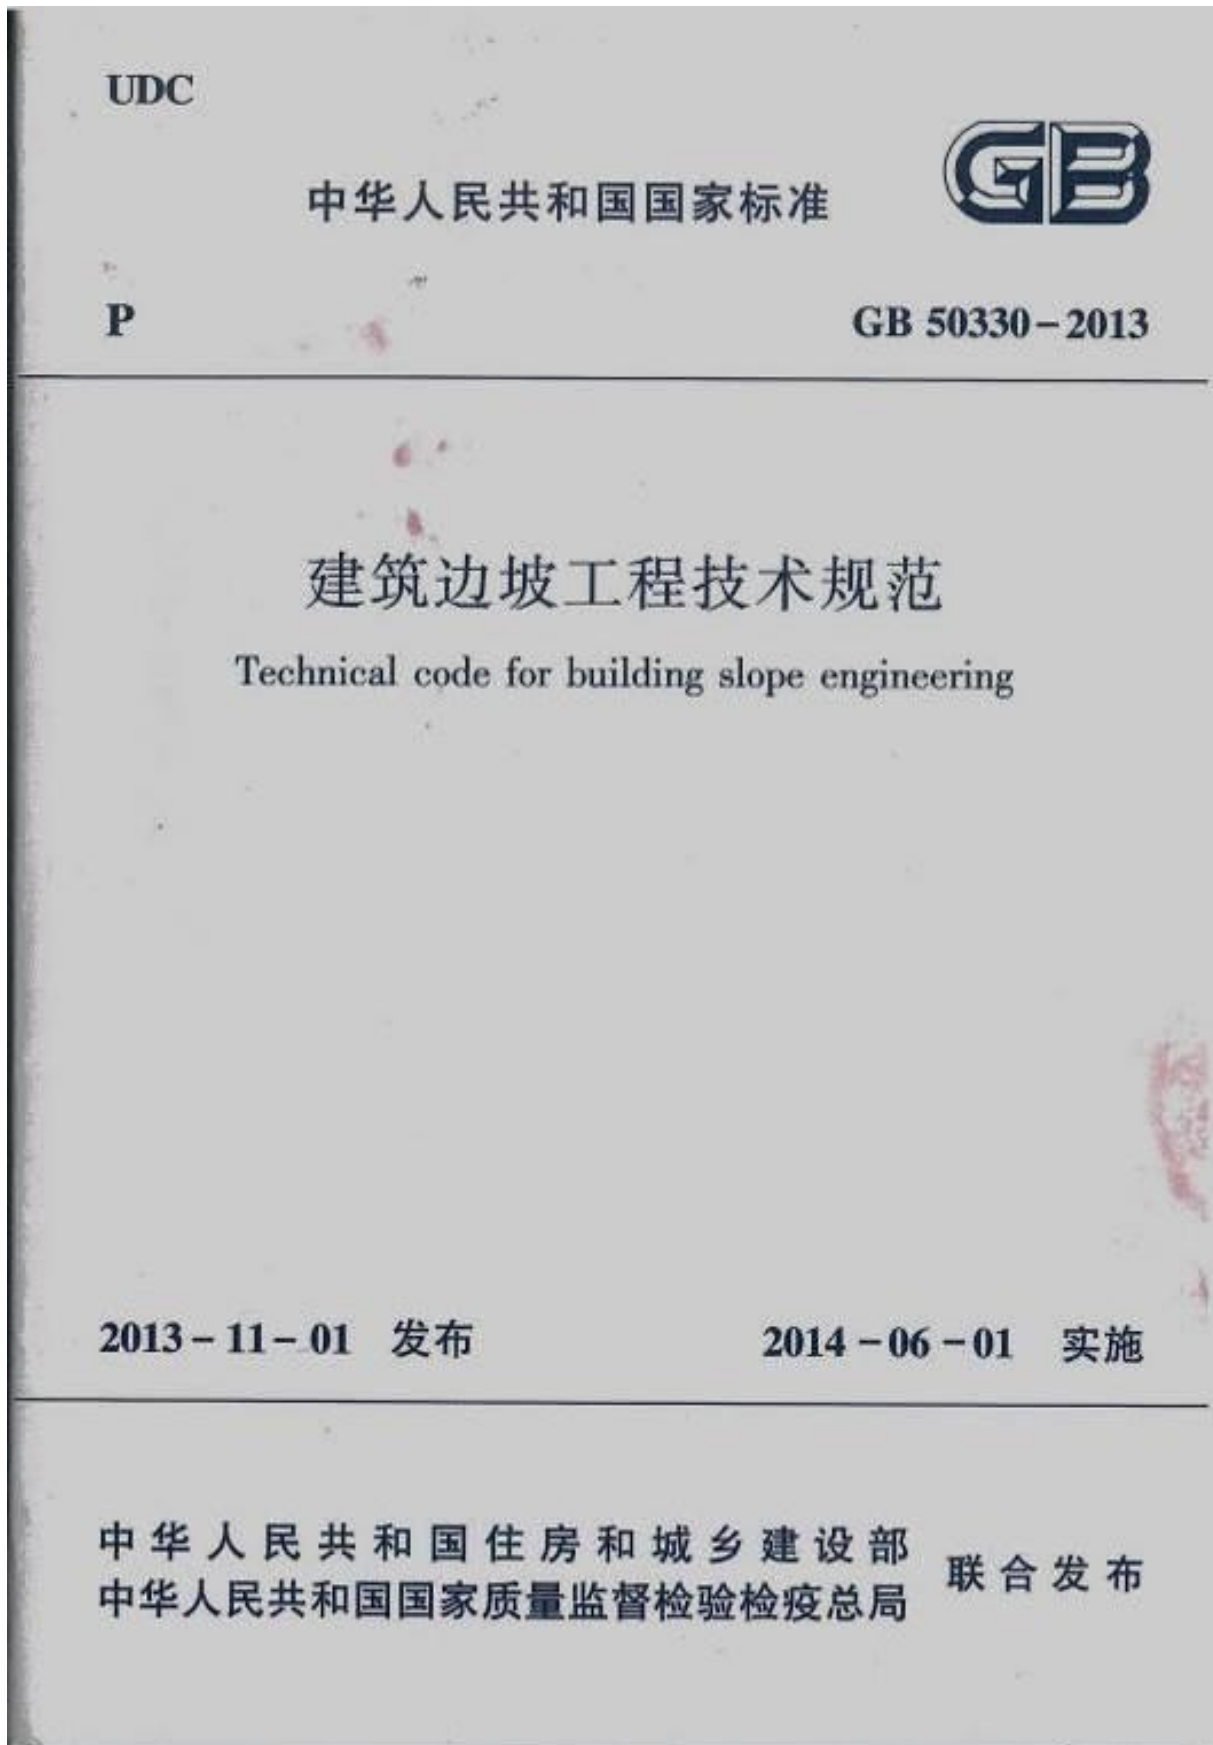 UDC
GB
中华人民共和国国家标准
P
GB 50330-2013
建筑边坡工程技术规范
Technical code for building slope engineering
2013-11-01 发布
2014-06-01 实施
中华人民共和国住房和城乡建设部
中华人民共和国国家质量监督检验检疫总局
联合发布